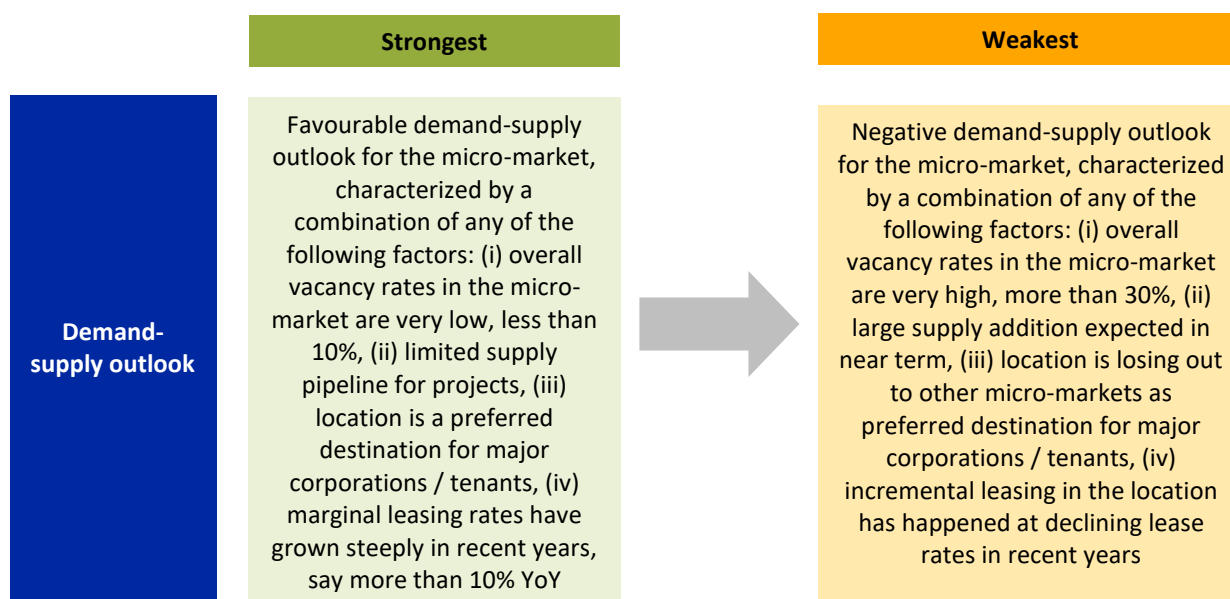 Strongest
Weakest
Demand-
supply outlook
Favourable demand-supply
outlook for the micro-market,
characterized by a
combination of any of the
following factors: (i) overall
vacancy rates in the micro-
market are very low, less than
10%, (ii) limited supply
pipeline for projects, (iii)
location is a preferred
destination for major
corporations / tenants, (iv)
marginal leasing rates have
grown steeply in recent years,
say more than 10% YoY
Negative demand-supply outlook
for the micro-market, characterized
by a combination of any of the
following factors: (i) overall
vacancy rates in the micro-market
are very high, more than 30%, (ii)
large supply addition expected in
near term, (iii) location is losing out
to other micro-markets as
preferred destination for major
corporations / tenants, (iv)
incremental leasing in the location
has happened at declining lease
rates in recent years